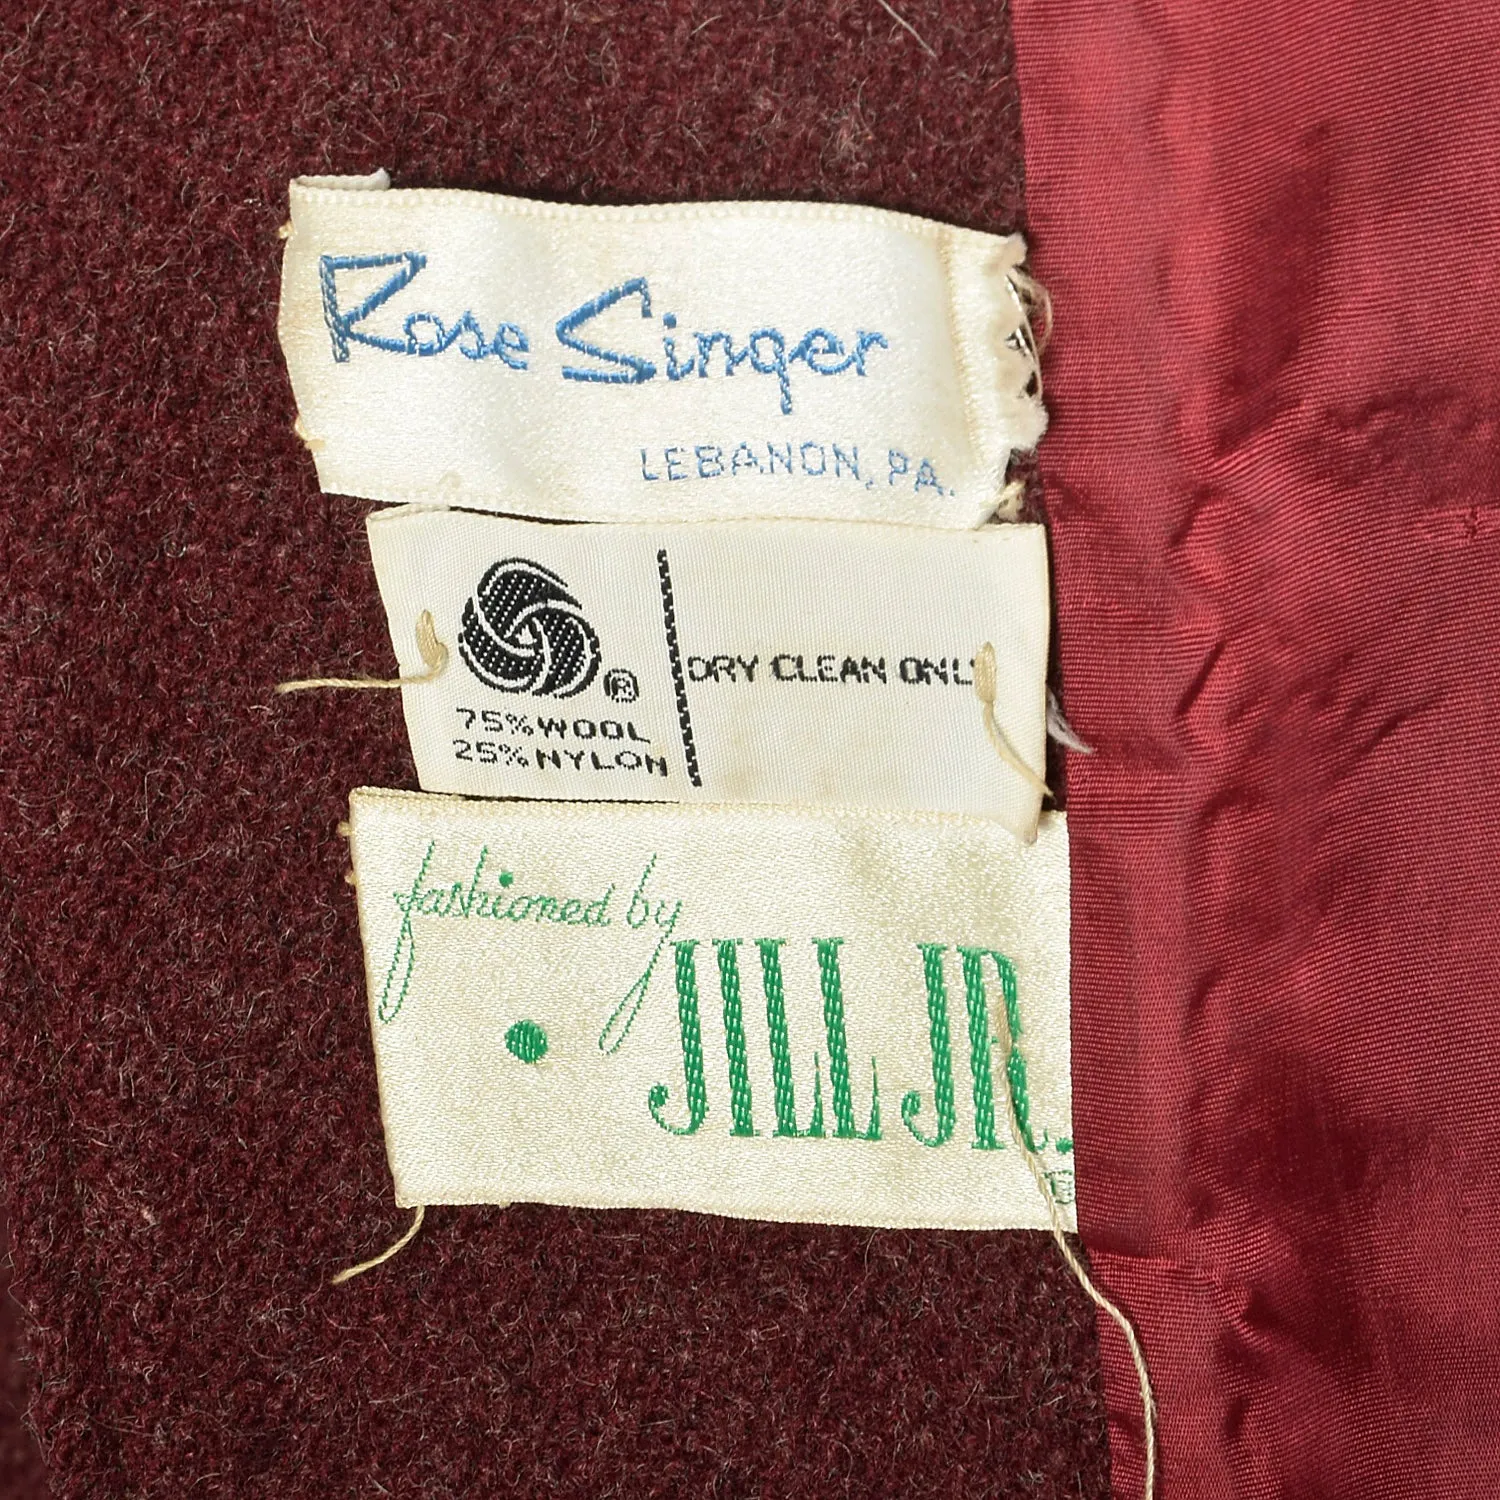 Rose Singer
LEBANON, PA.
®
75% WOOL
25% NYLON
DRY CLEAN ONL
fashioned by
• JILL JR.